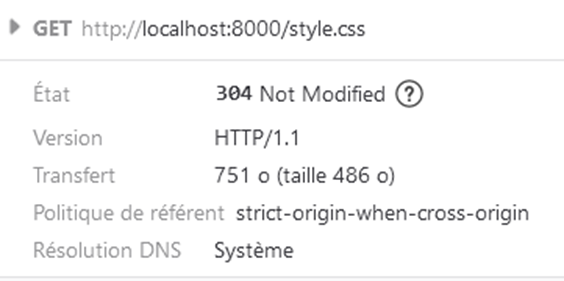 GET http://localhost:8000/style.css
État 304 Not Modified ?
Version HTTP/1.1
Transfert 751 o (taille 486 o)
Politique de référent strict-origin-when-cross-origin
Résolution DNS Système